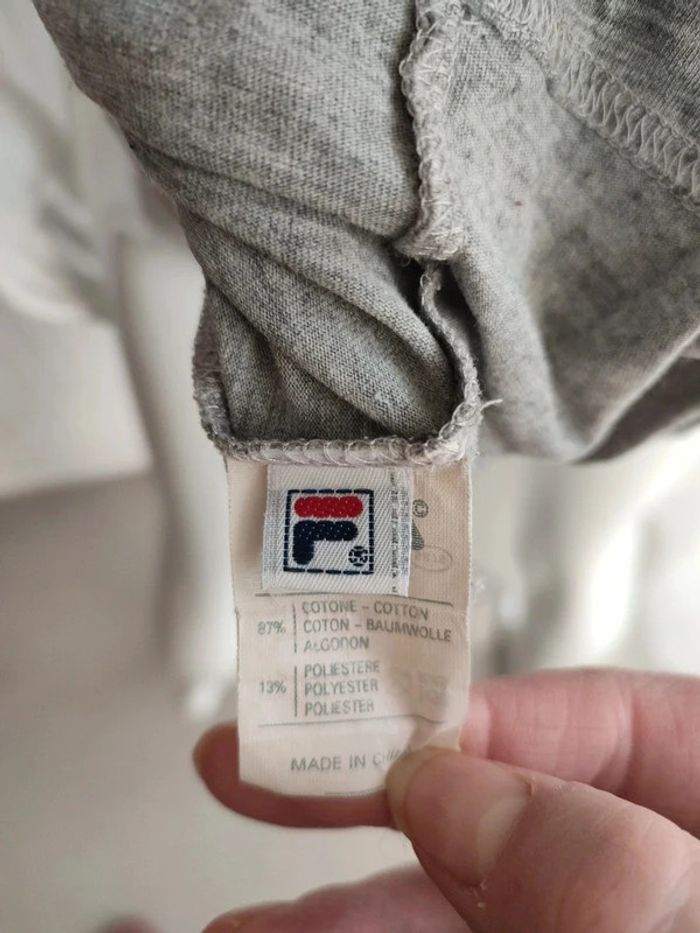 ©
F
®
87%
COTONE - COTTON
COTON - BAUMWOLLE
ALGODON
13%
POLIESTERE
POLYESTER
POLIESTER
MADE IN